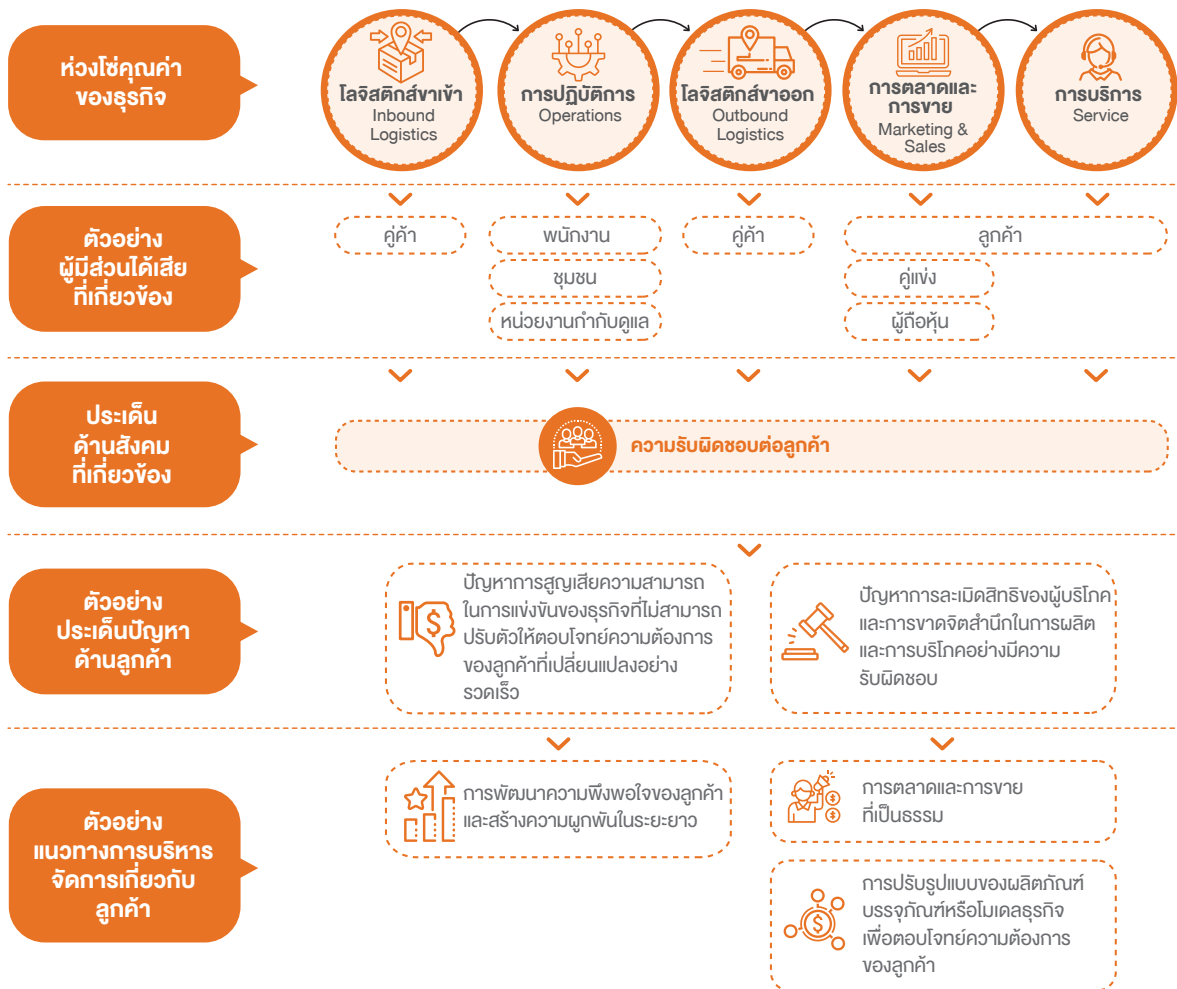 ห่วงโซ่คุณค่า
ของธุรกิจ
โลจิสติกส์ขาเข้า
Inbound
Logistics
การปฏิบัติการ
Operations
โลจิสติกส์ขาออก
Outbound
Logistics
การตลาดและ
การขาย
Marketing &
Sales
การบริการ
Service
ตัวอย่าง
ผู้มีส่วนได้เสีย
ที่เกี่ยวข้อง
คู่ค้า
พนักงาน
ชุมชน
หน่วยงานกำกับดูแล
คู่ค้า
ลูกค้า
คู่แข่ง
ผู้ถือหุ้น
ประเด็น
ด้านสังคม
ที่เกี่ยวข้อง
ความรับผิดชอบต่อลูกค้า
ตัวอย่าง
ประเด็นปัญหา
ด้านลูกค้า
ปัญหาการสูญเสียความสามารถ
ในการแข่งขันของธุรกิจที่ไม่สามารถ
ปรับตัวให้ตอบโจทย์ความต้องการ
ของลูกค้าที่เปลี่ยนแปลงอย่าง
รวดเร็ว
ปัญหาการละเมิดสิทธิของผู้บริโภค
และการขาดจิตสำนึกในการผลิต
และการบริโภคอย่างมีความ
รับผิดชอบ
ตัวอย่าง
แนวทางการบริหาร
จัดการเกี่ยวกับ
ลูกค้า
การพัฒนาความพึงพอใจของลูกค้า
และสร้างความผูกพันในระยะยาว
การตลาดและการขาย
ที่เป็นธรรม
การปรับรูปแบบของผลิตภัณฑ์
บรรจุภัณฑ์หรือโมเดลธุรกิจ
เพื่อตอบโจทย์ความต้องการ
ของลูกค้า